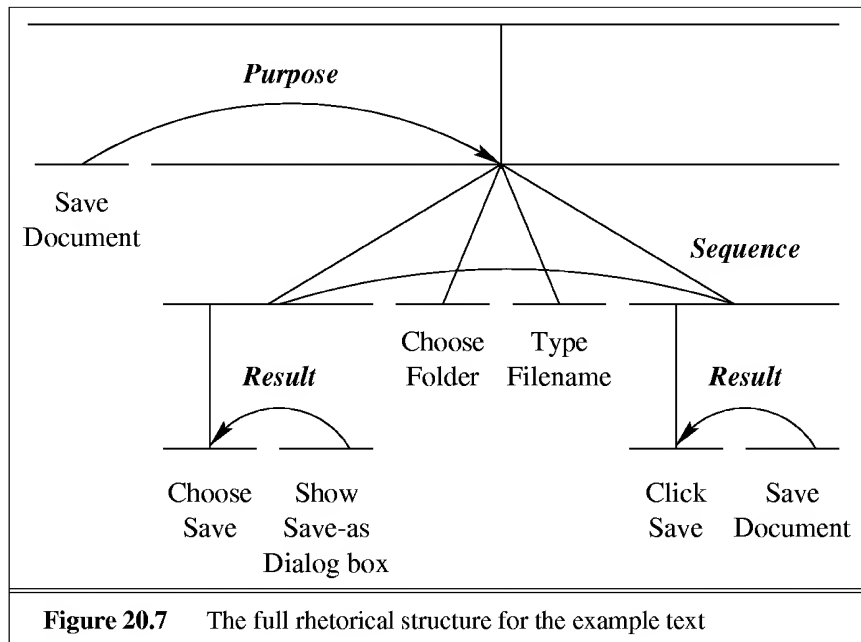 Purpose
Save
Document
Sequence
Choose
Folder
Type
Filename
Result
Result
Choose
Save
Show
Save-as
Dialog box
Click
Save
Save
Document
Figure 20.7 The full rhetorical structure for the example text